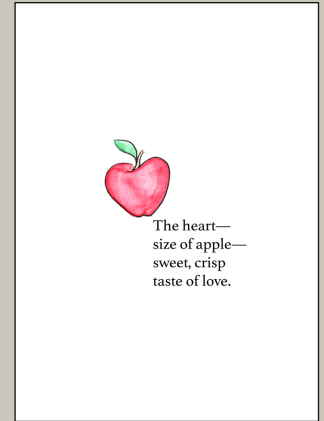 The heart—
size of apple—
sweet, crisp
taste of love.